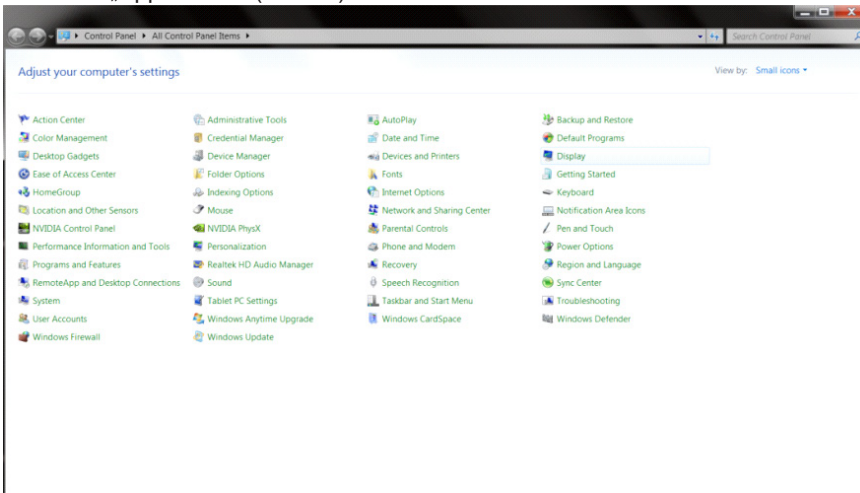 Control Panel ▸ All Control Panel Items ▸ Search Control Panel
Adjust your computer's settings View by: Small icons
Action Center Administrative Tools AutoPlay Backup and Restore
Color Management Credential Manager Date and Time Default Programs
Desktop Gadgets Device Manager Devices and Printers Display
Ease of Access Center Folder Options Fonts Getting Started
HomeGroup Indexing Options Internet Options Keyboard
Location and Other Sensors Mouse Network and Sharing Center Notification Area Icons
NVIDIA Control Panel NVIDIA PhysX Parental Controls Pen and Touch
Performance Information and Tools Personalization Phone and Modem Power Options
Programs and Features Realtek HD Audio Manager Recovery Region and Language
RemoteApp and Desktop Connections Sound Speech Recognition Sync Center
System Tablet PC Settings Taskbar and Start Menu Troubleshooting
User Accounts Windows Anytime Upgrade Windows CardSpace Windows Defender
Windows Firewall Windows Update